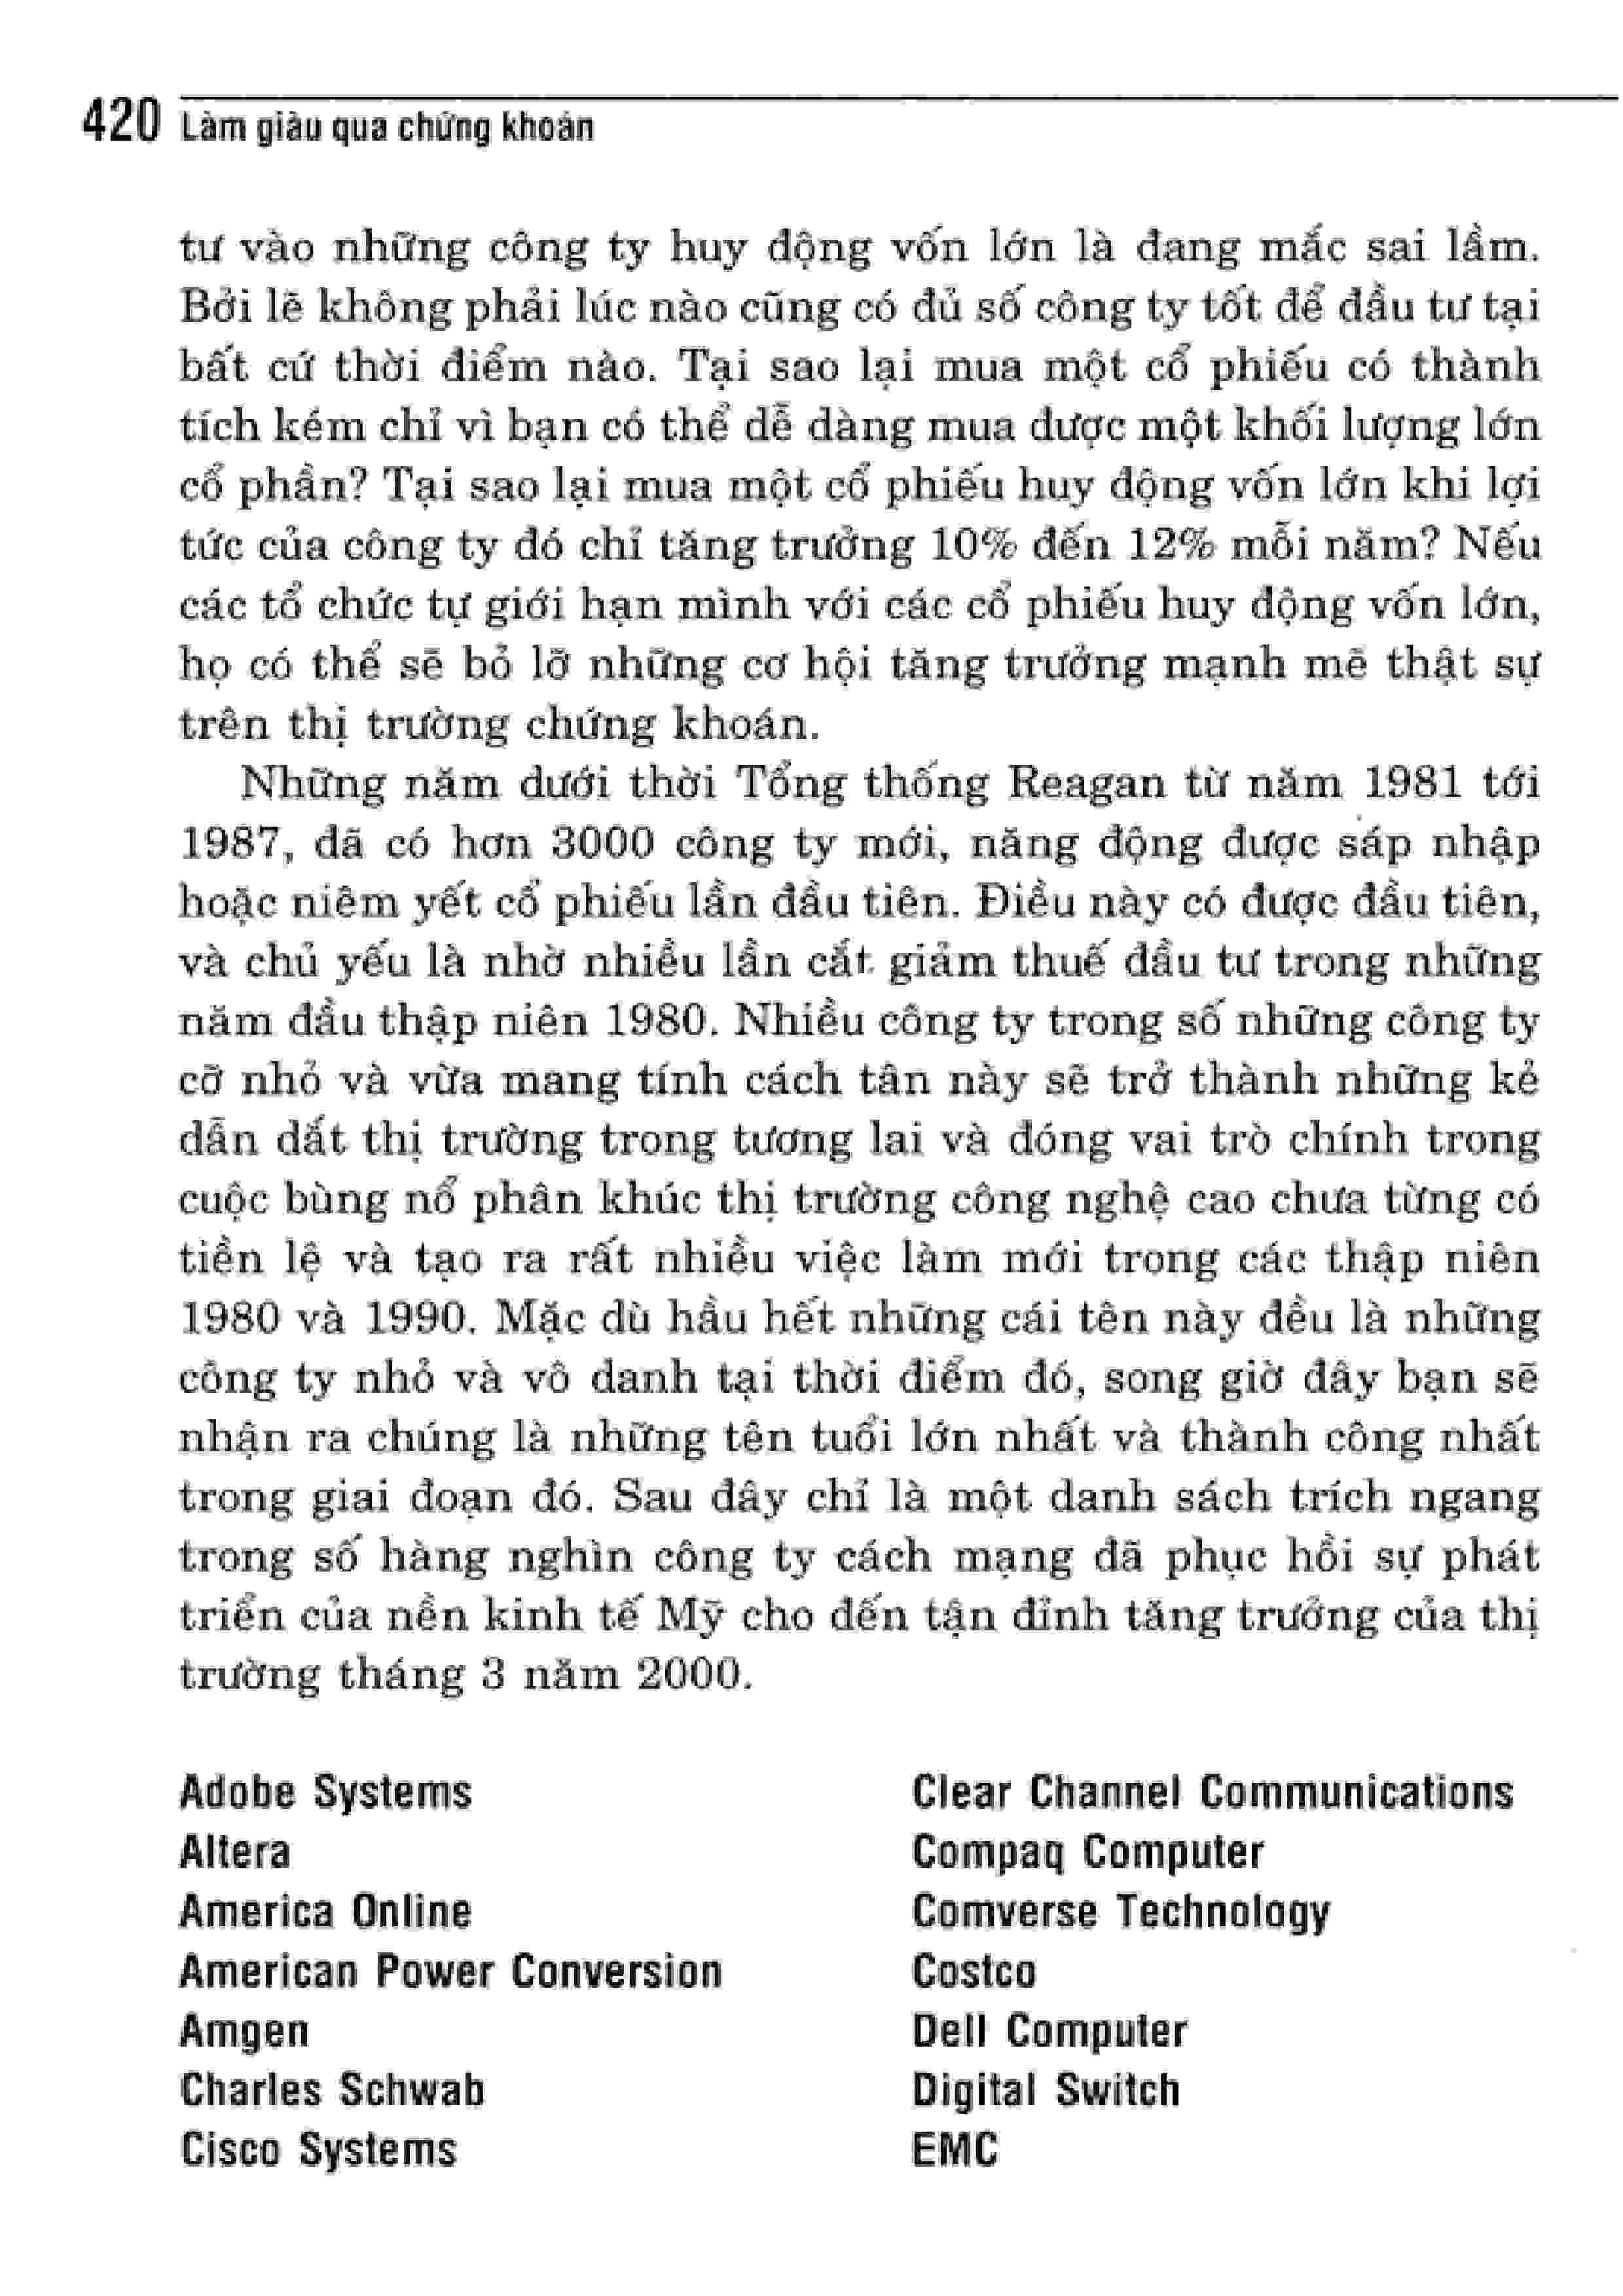 420 Làm giàu qua chứng khoán
tư vào những công ty huy động vốn lớn là đang mắc sai lầm.
Bởi lẽ không phải lúc nào cũng có đủ số công ty tốt để đầu tư tại
bất cứ thời điểm nào. Tại sao lại mua một cổ phiếu có thành
tích kém chỉ vì bạn có thể dễ dàng mua được một khối lượng lớn
cổ phần? Tại sao lại mua một cổ phiếu huy động vốn lớn khi lợi
tức của công ty đó chỉ tăng trưởng 10% đến 12% mỗi năm? Nếu
các tổ chức tự giới hạn mình với các cổ phiếu huy động vốn lớn,
họ có thể sẽ bỏ lỡ những cơ hội tăng trưởng mạnh mẽ thật sự
trên thị trường chứng khoán.
Những năm dưới thời Tổng thống Reagan từ năm 1981 tới
1987, đã có hơn 3000 công ty mới, năng động được sáp nhập
hoặc niêm yết cổ phiếu lần đầu tiên. Điều này có được đầu tiên,
và chủ yếu là nhờ nhiều lần cắt giảm thuế đầu tư trong những
năm đầu thập niên 1980. Nhiều công ty trong số những công ty
cỡ nhỏ và vừa mang tính cách tân này sẽ trở thành những kẻ
dẫn dắt thị trường trong tương lai và đóng vai trò chính trong
cuộc bùng nổ phân khúc thị trường công nghệ cao chưa từng có
tiền lệ và tạo ra rất nhiều việc làm mới trong các thập niên
1980 và 1990. Mặc dù hầu hết những cái tên này đều là những
công ty nhỏ và vô danh tại thời điểm đó, song giờ đây bạn sẽ
nhận ra chúng là những tên tuổi lớn nhất và thành công nhất
trong giai đoạn đó. Sau đây chỉ là một danh sách trích ngang
trong số hàng nghìn công ty cách mạng đã phục hồi sự phát
triển của nền kinh tế Mỹ cho đến tận đỉnh tăng trưởng của thị
trường tháng 3 năm 2000.
Adobe Systems
Altera
America Online
American Power Conversion
Amgen
Charles Schwab
Cisco Systems
Clear Channel Communications
Compaq Computer
Comverse Technology
Costco
Dell Computer
Digital Switch
EMC